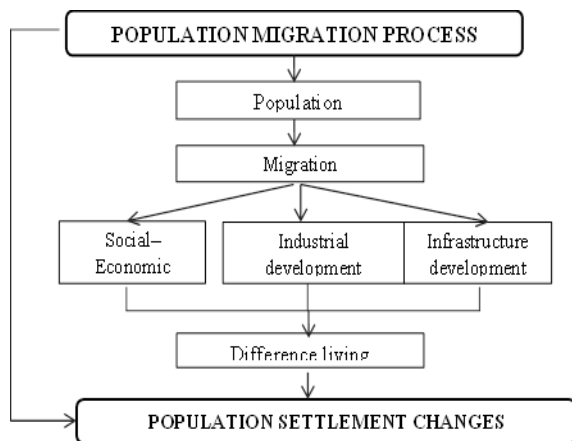 POPULATION MIGRATION PROCESS
Population
Migration
Social–
Economic
Industrial
development
Infrastructure
development
Difference living
POPULATION SETTLEMENT CHANGES